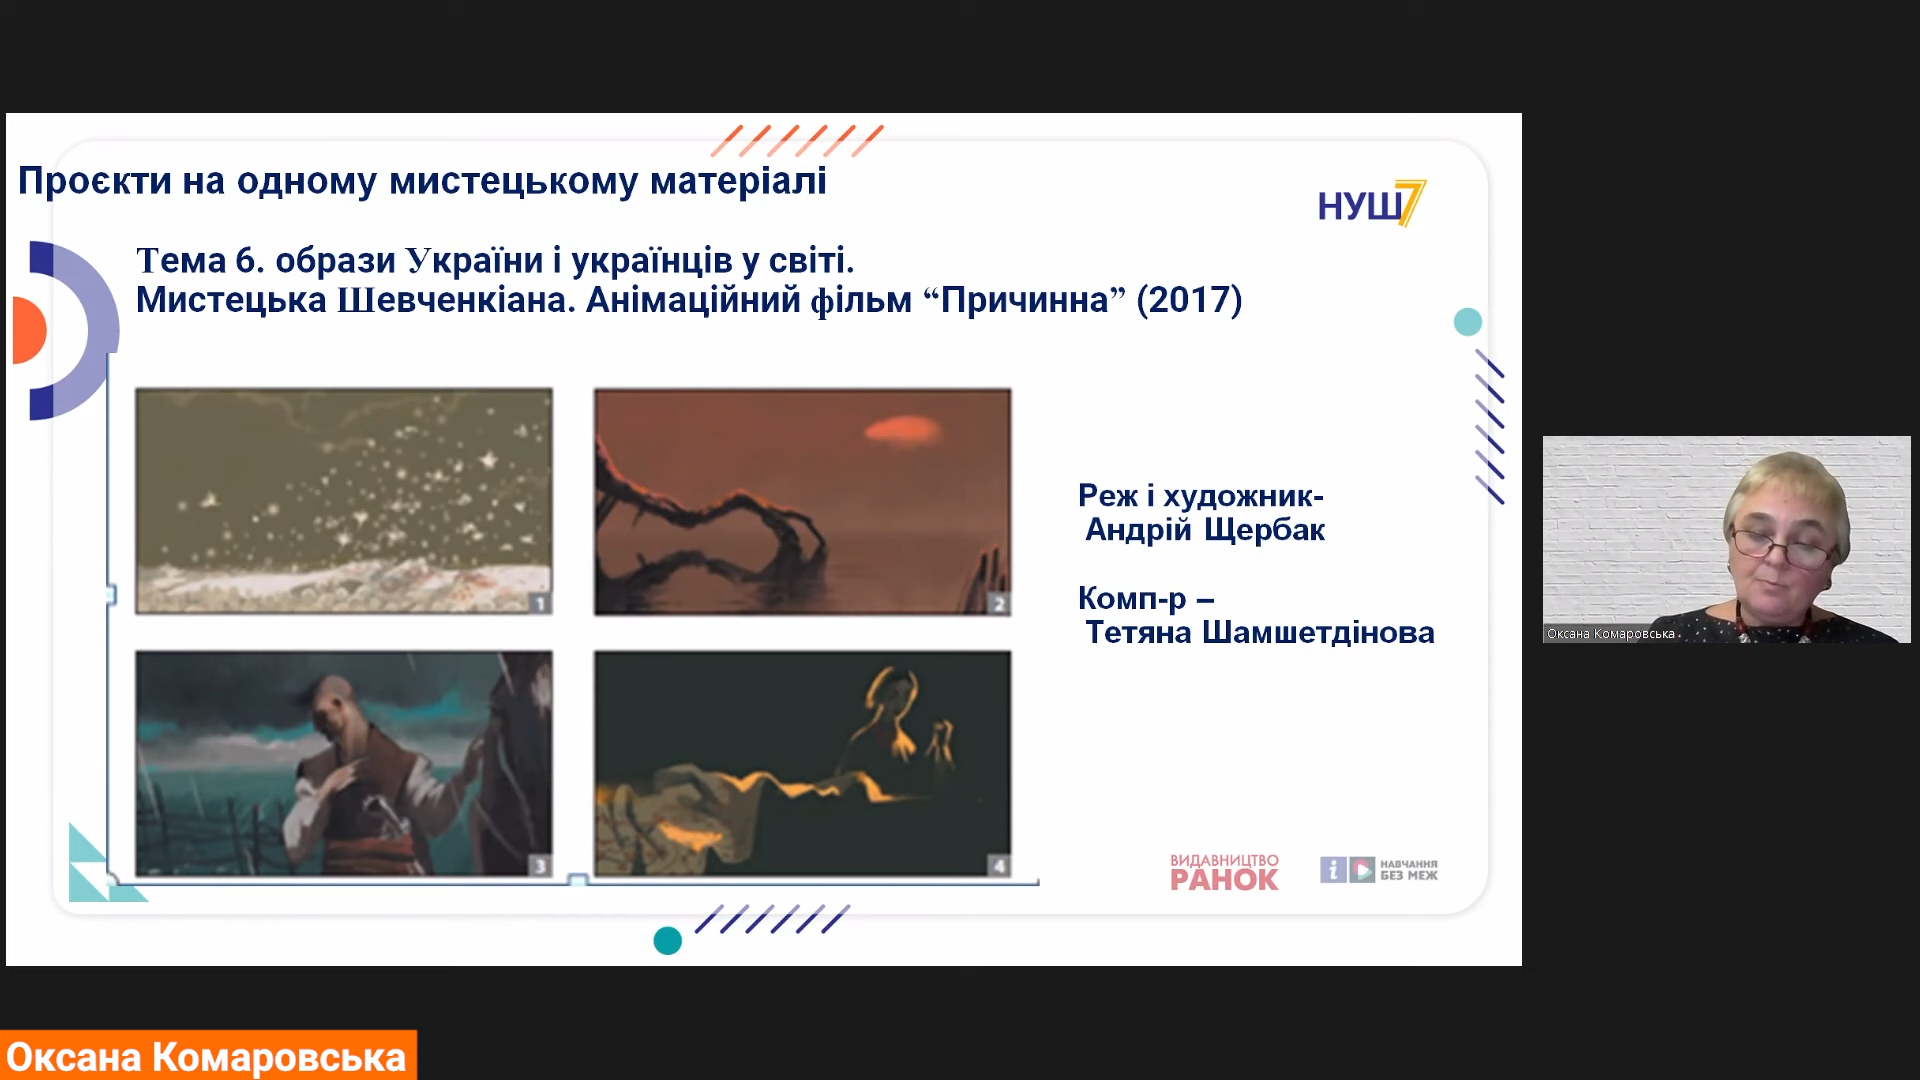 Проєкти на одному мистецькому матеріалі
НУШ7
Тема 6. образи України і українців у світі.
Мистецька Шевченкіана. Анімаційний фільм “Причинна” (2017)
1
2
3
4
Реж і художник-
Андрій Щербак
Комп-р –
Тетяна Шамшетдінова
ВИДАВНИЦТВО
РАНОК
i
НАВЧАННЯ
БЕЗ МЕЖ
Оксана Комаровська
Оксана Комаровська